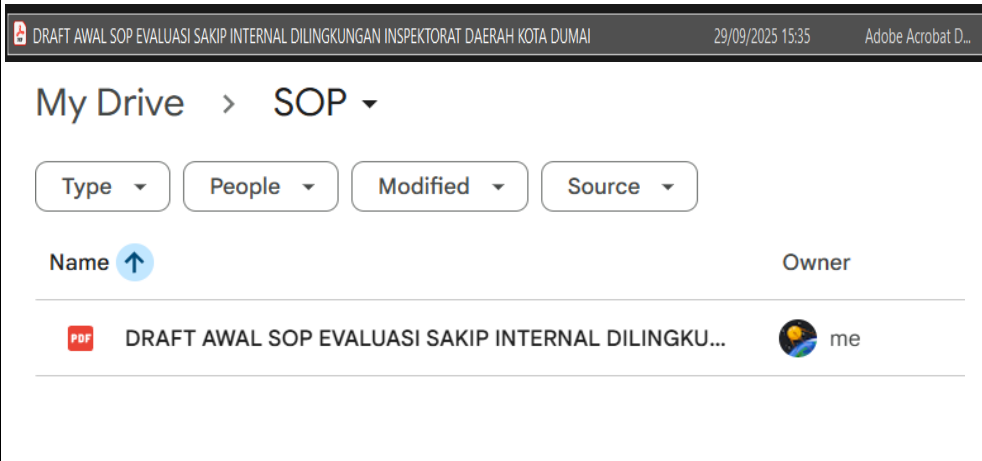 DRAFT AWAL SOP EVALUASI SAKIP INTERNAL DILINGKUNGAN INSPEKTORAT DAERAH KOTA DUMAI 29/09/2025 15:35 Adobe Acrobat D...
My Drive > SOP
Type People Modified Source
Name Owner
PDF DRAFT AWAL SOP EVALUASI SAKIP INTERNAL DILINGKU... me